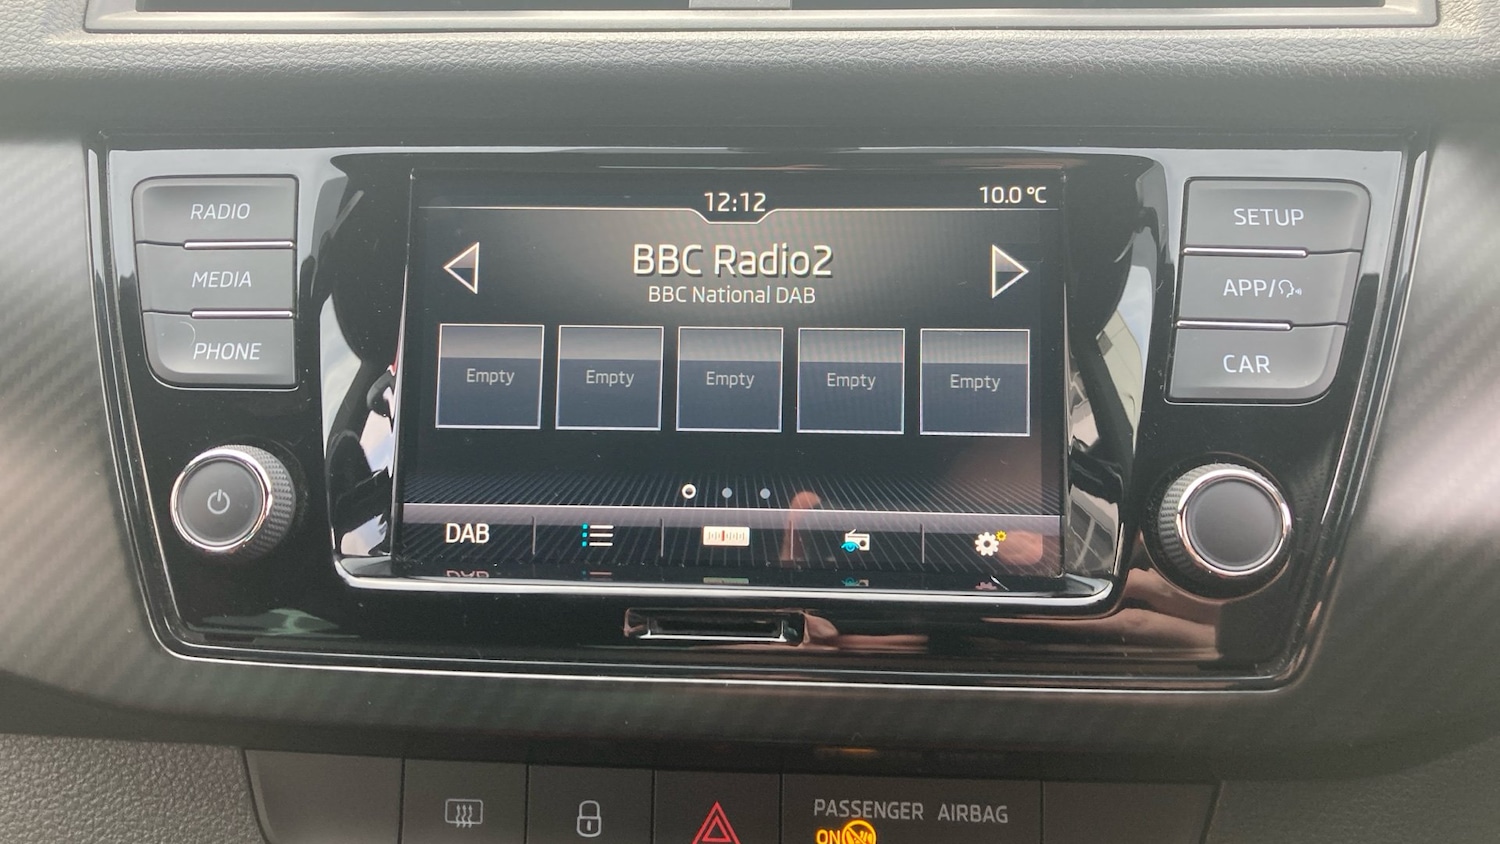 12:12
10.0°C
RADIO
MEDIA
PHONE
BBC Radio2
BBC National DAB
Empty
Empty
Empty
Empty
Empty
DAB
SETUP
APP/
CAR
PASSENGER AIRBAG
ON